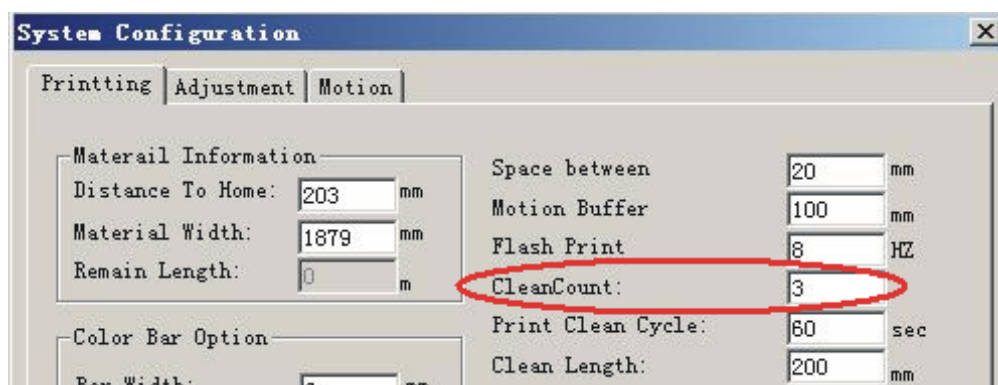 System Configuration
Printting Adjustment Motion
Materail Information
Distance To Home: 203 mm
Material Width: 1879 mm
Remain Length: 0 m
Color Bar Option
Space between 20 mm
Motion Buffer 100 mm
Flash Print 8 HZ
CleanCount: 3
Print Clean Cycle: 60 sec
Clean Length: 200 mm